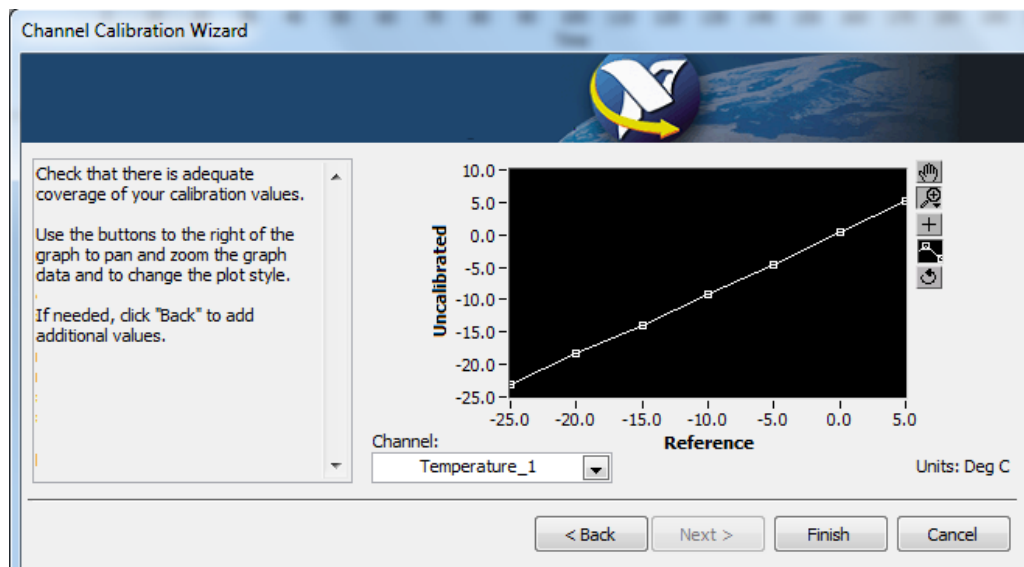 Channel Calibration Wizard
Check that there is adequate
coverage of your calibration values.
Use the buttons to the right of the
graph to pan and zoom the graph
data and to change the plot style.
If needed, click "Back" to add
additional values.
Uncalibrated
10.0
5.0
0.0
-5.0
-10.0
-15.0
-20.0
-25.0
-25.0 -20.0 -15.0 -10.0 -5.0 0.0 5.0
Reference
Channel:
Temperature_1
Units: Deg C
< Back Next > Finish Cancel